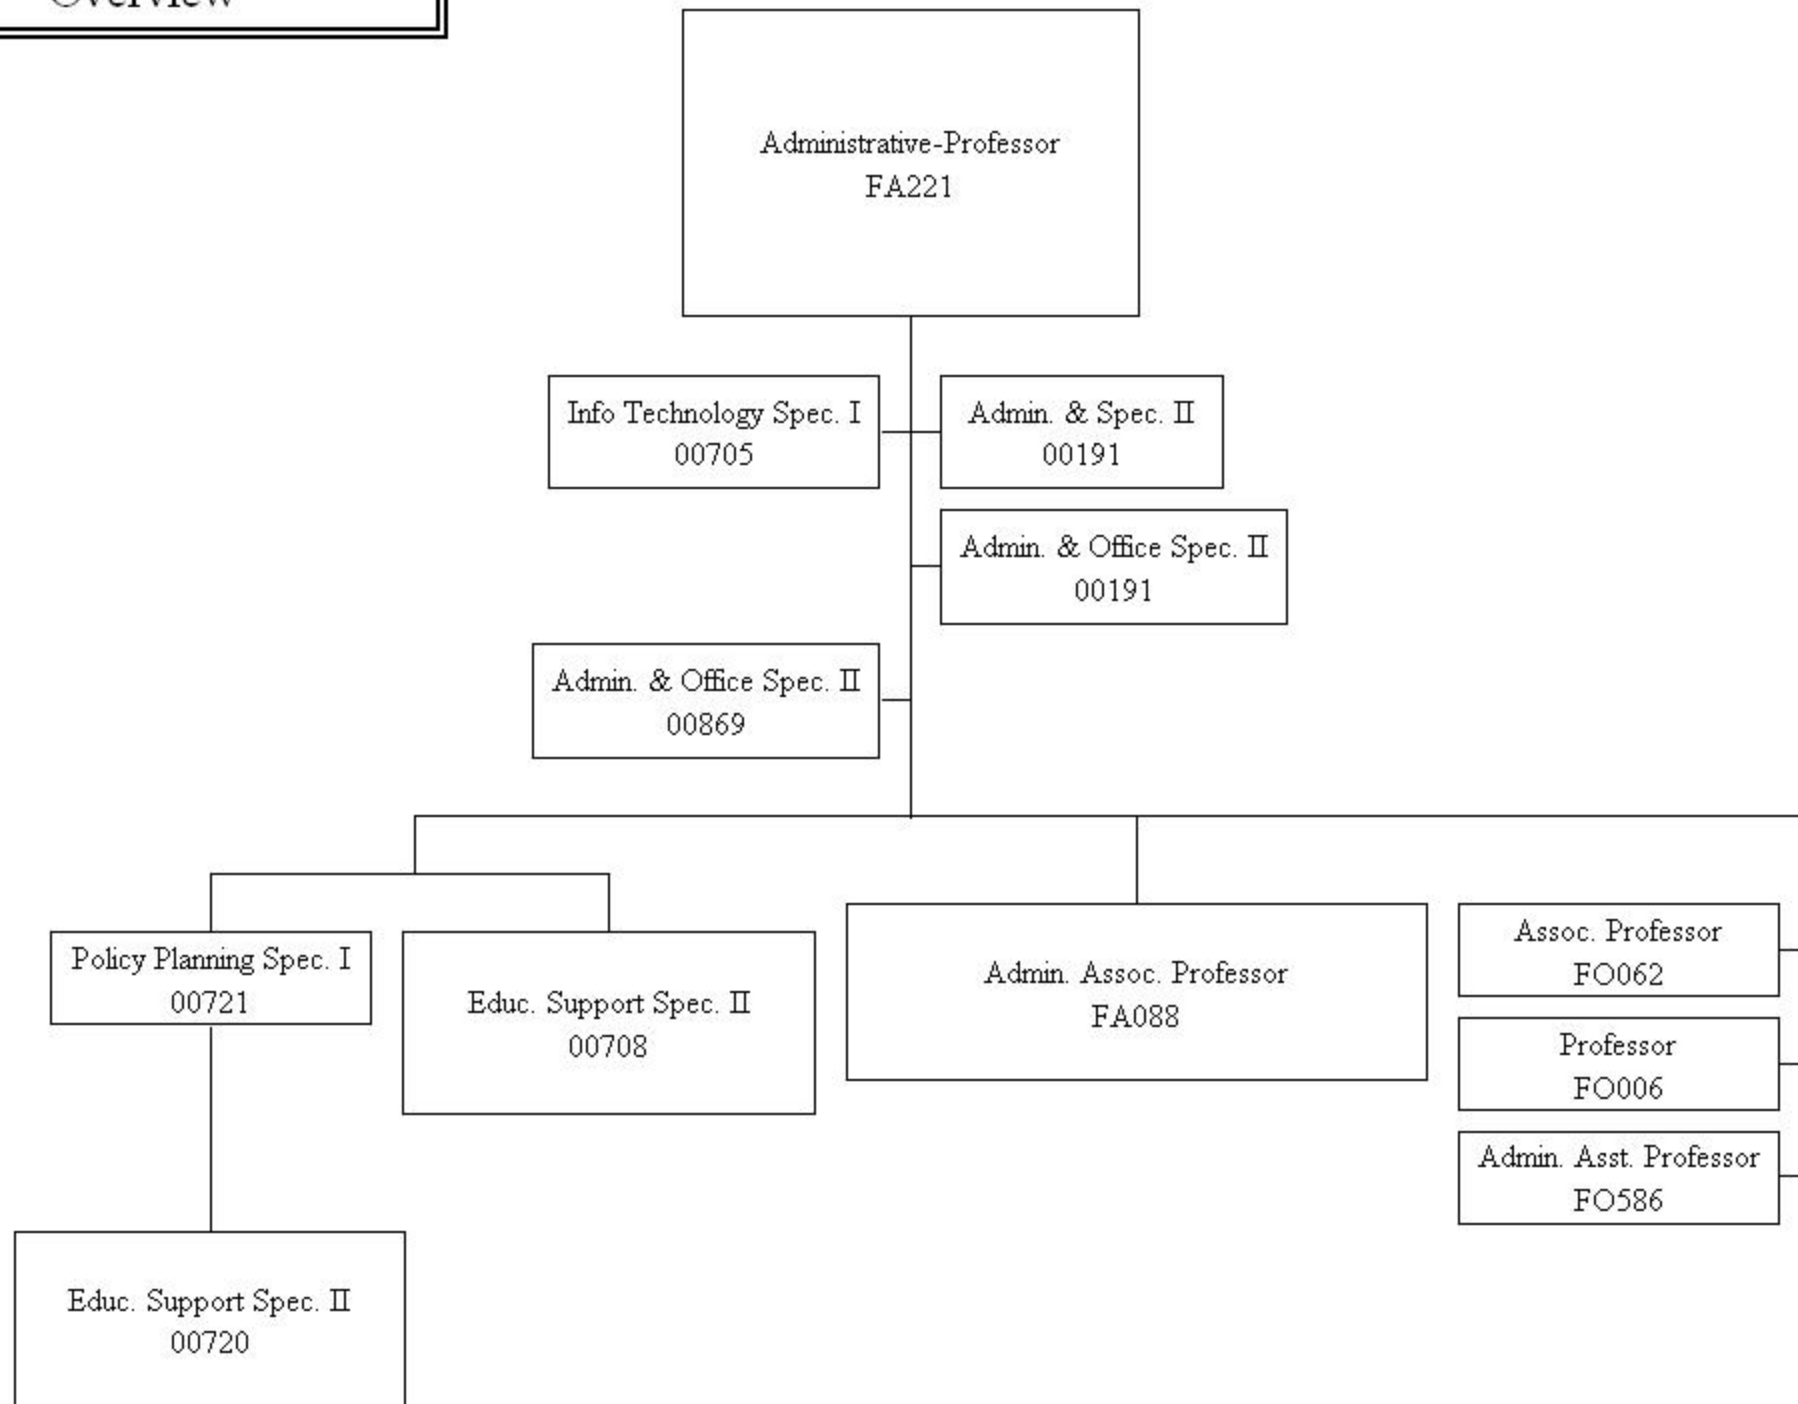 Overview
Administrative-Professor
FA221
Info Technology Spec. I
00705
Admin. & Spec. II
00191
Admin. & Office Spec. II
00191
Admin. & Office Spec. II
00869
Policy Planning Spec. I
00721
Educ. Support Spec. II
00708
Admin. Assoc. Professor
FA088
Assoc. Professor
FO062
Professor
FO006
Admin. Asst. Professor
FO586
Educ. Support Spec. II
00720